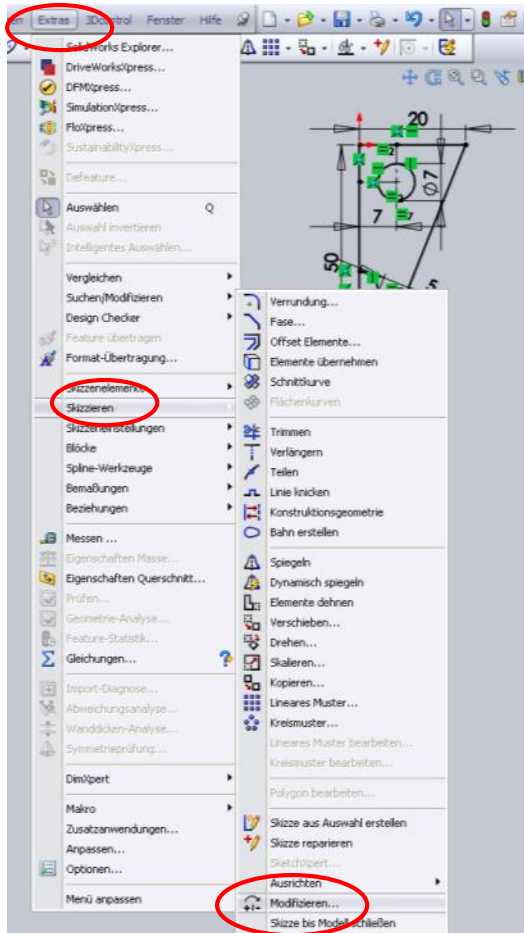 Extras 3Dcontrol Fenster Hilfe
SolidWorks Explorer...
DriveWorksXpress...
DFMXpress...
SimulationXpress...
FloXpress...
SustainabilityXpress...
Defeature...
Auswählen Q
Auswahl invertieren
Intelligentes Auswählen...
Vergleichen
Suchen/Modifizieren
Design Checker
Feature übertragen
Format-Übertragung...
Skizzenelemente
Skizzieren
Skizzeneinstellungen
Blöcke
Spline-Werkzeuge
Bemaßungen
Beziehungen
Messen ...
Eigenschaften Masse...
Eigenschaften Querschnitt...
Prüfen...
Geometrie-Analyse...
Feature-Statistik...
Gleichungen...
Import-Diagnose...
Abweichungsanalyse...
Wanddicken-Analyse...
Symmetrieprüfung...
DimXpert
Makro
Zusatzanwendungen...
Anpassen...
Optionen...
Menü anpassen
20
2
Ø7
7
50
5
Verrundung...
Fase...
Offset Elemente...
Elemente übernehmen
Schnittkurve
Flächenkurven
Trimmen
Verlängern
Teilen
Linie knicken
Konstruktionsgeometrie
Bahn erstellen
Spiegeln
Dynamisch spiegeln
Elemente dehnen
Verschieben...
Drehen...
Skalieren...
Kopieren...
Lineares Muster...
Kreismuster...
Lineares Muster bearbeiten...
Kreismuster bearbeiten...
Polygon bearbeiten...
Skizze aus Auswahl erstellen
Skizze reparieren
SketchXpert...
Ausrichten
Modifizieren...
Skizze bis Modell schließen